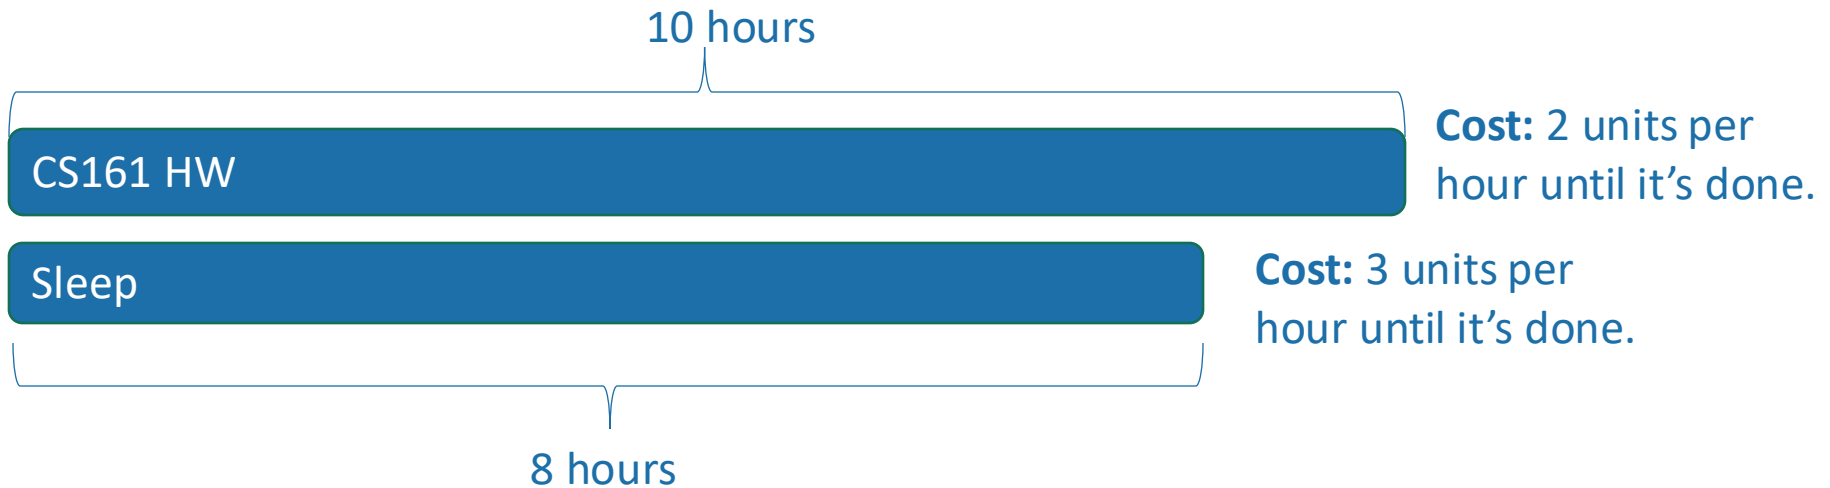 10 hours
CS161 HW
Cost: 2 units per
hour until it’s done.
Sleep
Cost: 3 units per
hour until it’s done.
8 hours